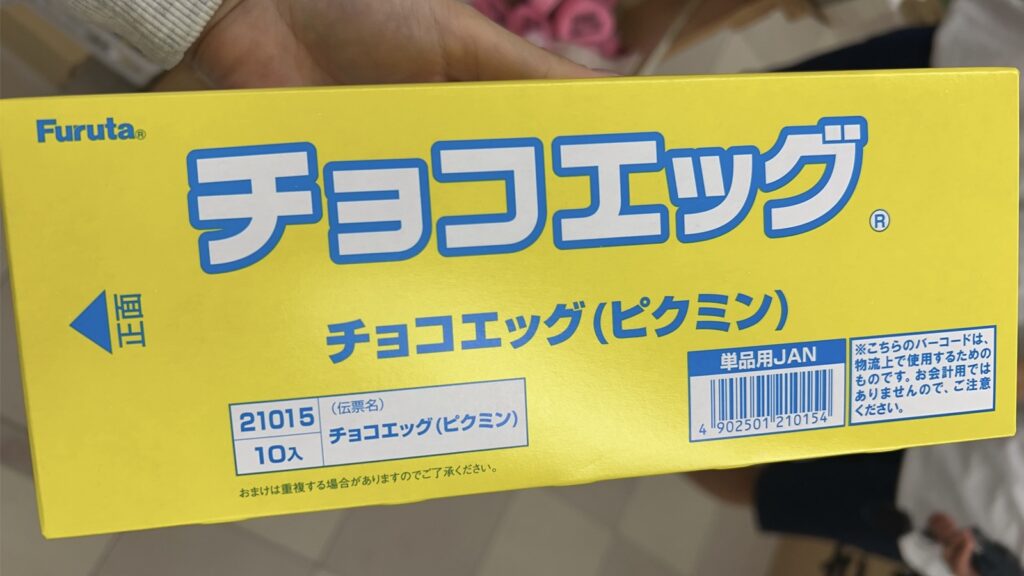 Furuta®
チョコエッグ®
正面
チョコエッグ(ピクミン)
21015
10入
(伝票名)
チョコエッグ(ピクミン)
単品用JAN
4 902501 210154
※こちらのバーコードは、
物流上で使用するための
ものです。お会計用では
ありませんので、ご注意
ください。
おまけは重複する場合がありますのでご了承ください。